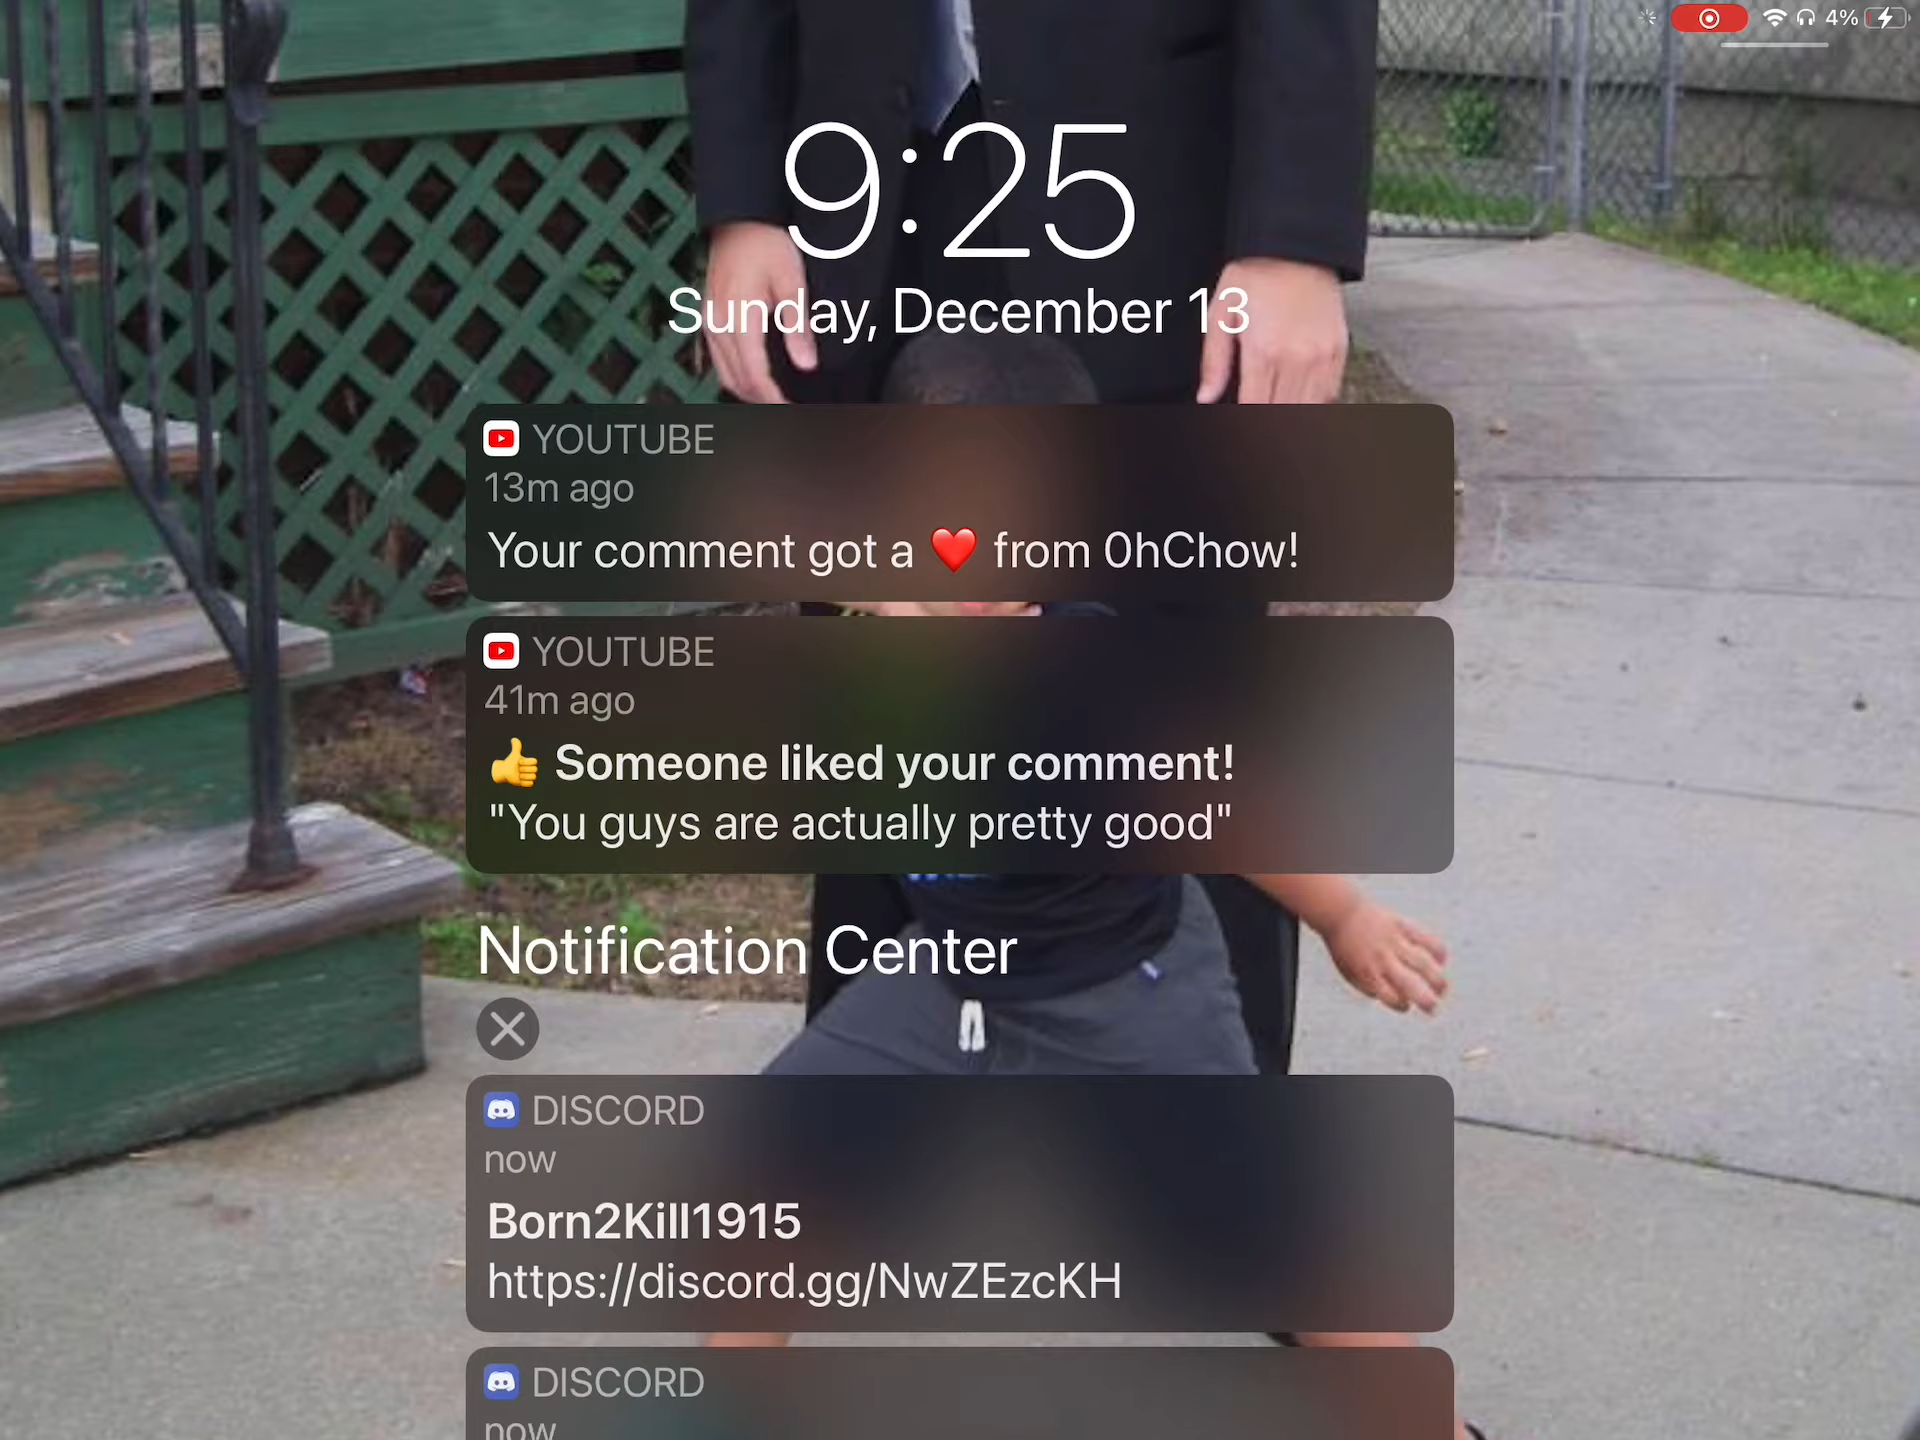 4%
9:25
Sunday, December 13
YOUTUBE
13m ago
Your comment got a ❤️ from 0hChow!
YOUTUBE
41m ago
👍 Someone liked your comment!
"You guys are actually pretty good"
Notification Center
DISCORD
now
Born2Kill1915
https://discord.gg/NwZEzcKH
DISCORD
now